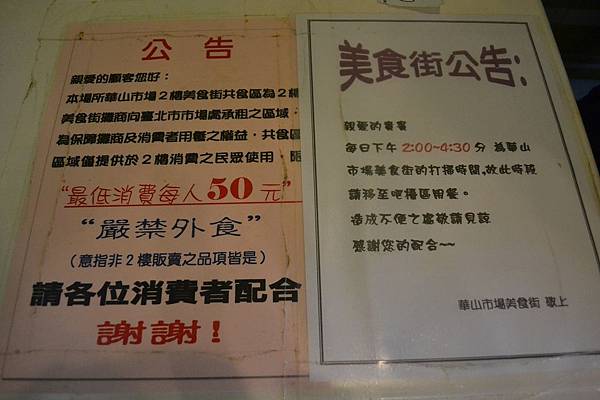 公告
親愛的顧客您好：
本場所華山市場2樓美食街共食區為2樓
美食街攤商向臺北市市場處承租之區域，
為保障攤商及消費者用餐之權益，共食區
區域僅提供於2樓消費之民眾使用，限
“最低消費每人50元”
“嚴禁外食”
（意指非2樓販賣之品項皆是）
請各位消費者配合
謝謝！
美食街公告：
親愛的貴賓
每日下午2:00~4:30分 為華山
市場美食街的打掃時間，故此時段
請移至吧檯區用餐。
造成不便之處敬請見諒
感謝您的配合~~
華山市場美食街 敬上